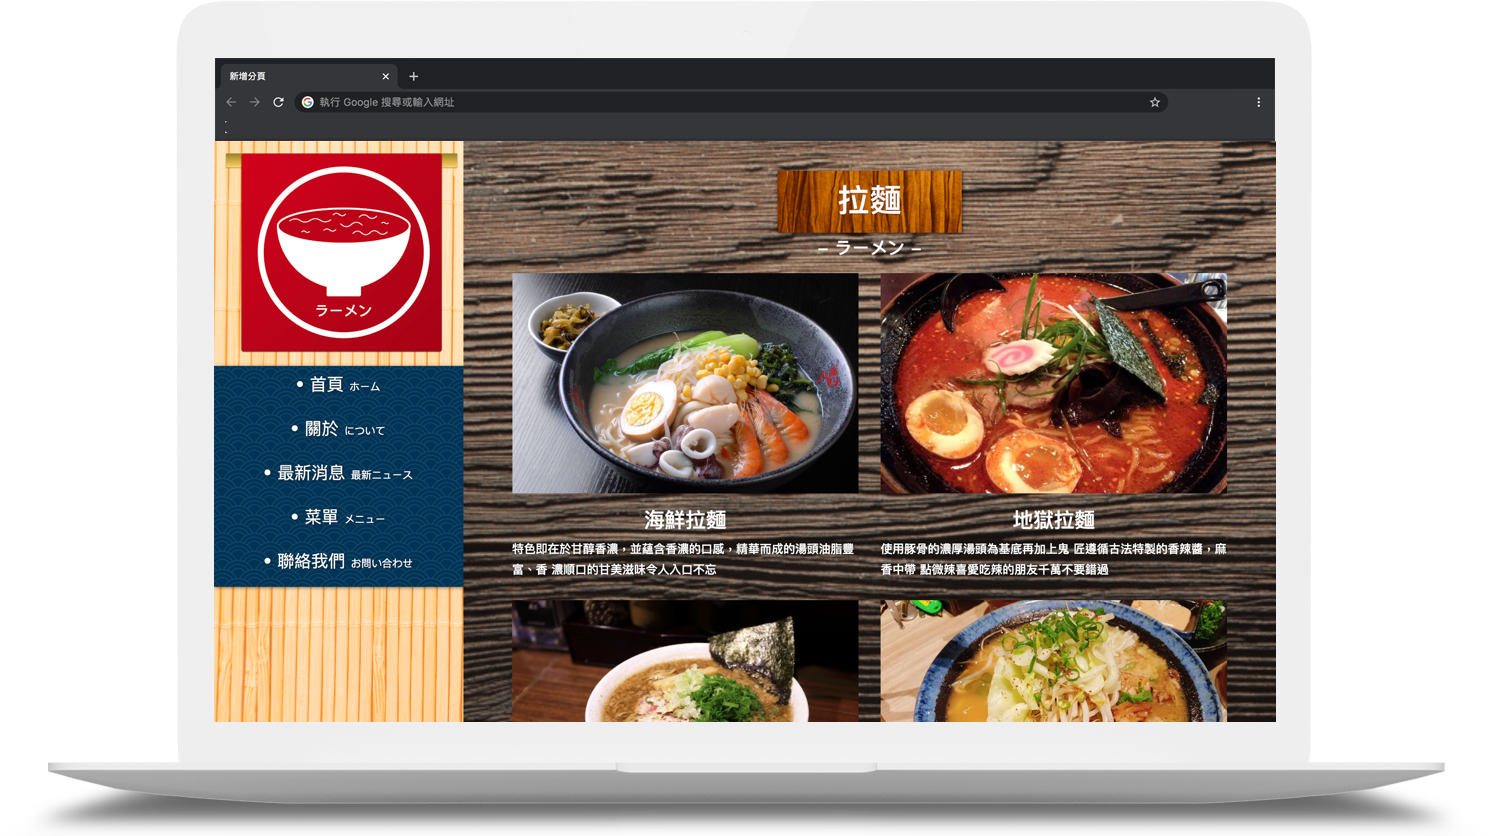 新增分頁
執行 Google 搜尋或輸入網址
ラーメン
• 首頁 ホーム
• 關於 について
• 最新消息 最新ニュース
• 菜單 メニュー
• 聯絡我們 お問い合わせ
拉麵
– ラーメン –
海鮮拉麵
特色即在於甘醇香濃，並蘊含香濃的口感，精華而成的湯頭油脂豐
富、香 濃順口的甘美滋味令人入口不忘
地獄拉麵
使用豚骨的濃厚湯頭為基底再加上鬼 匠遵循古法特製的香辣醬，麻
香中帶 點微辣喜愛吃辣的朋友千萬不要錯過